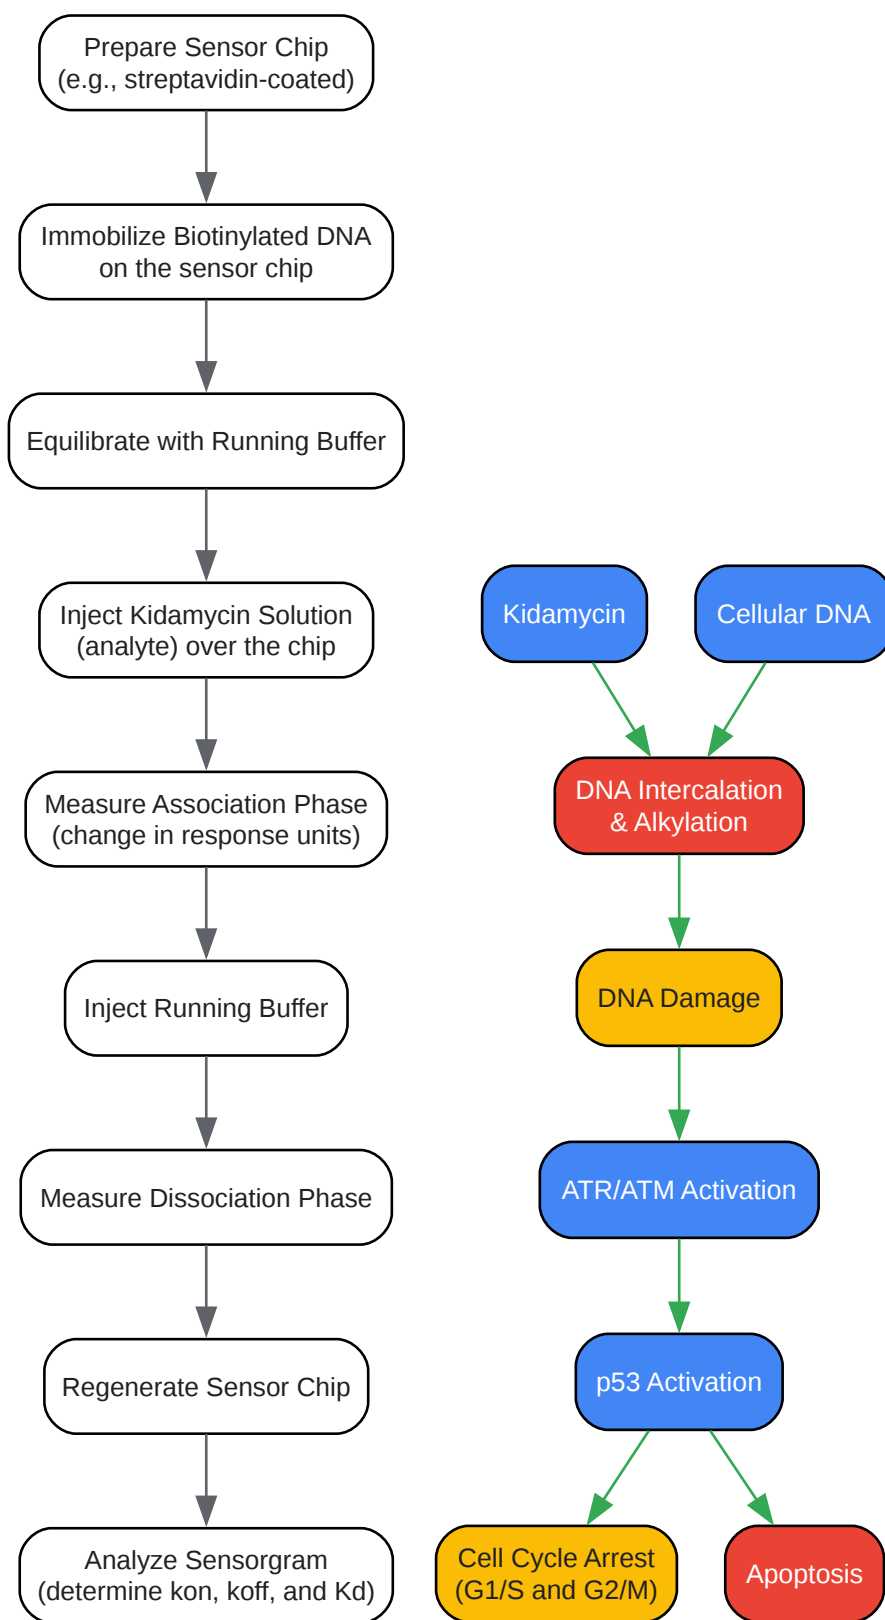 Prepare Sensor Chip
(e.g., streptavidin-coated)
Immobilize Biotinylated DNA
on the sensor chip
Equilibrate with Running Buffer
Inject Kidamycin Solution
(analyte) over the chip
Measure Association Phase
(change in response units)
Inject Running Buffer
Measure Dissociation Phase
Regenerate Sensor Chip
Analyze Sensorgram
(determine kon, koff, and Kd)
Kidamycin
Cellular DNA
DNA Intercalation
& Alkylation
DNA Damage
ATR/ATM Activation
p53 Activation
Cell Cycle Arrest
(G1/S and G2/M)
Apoptosis